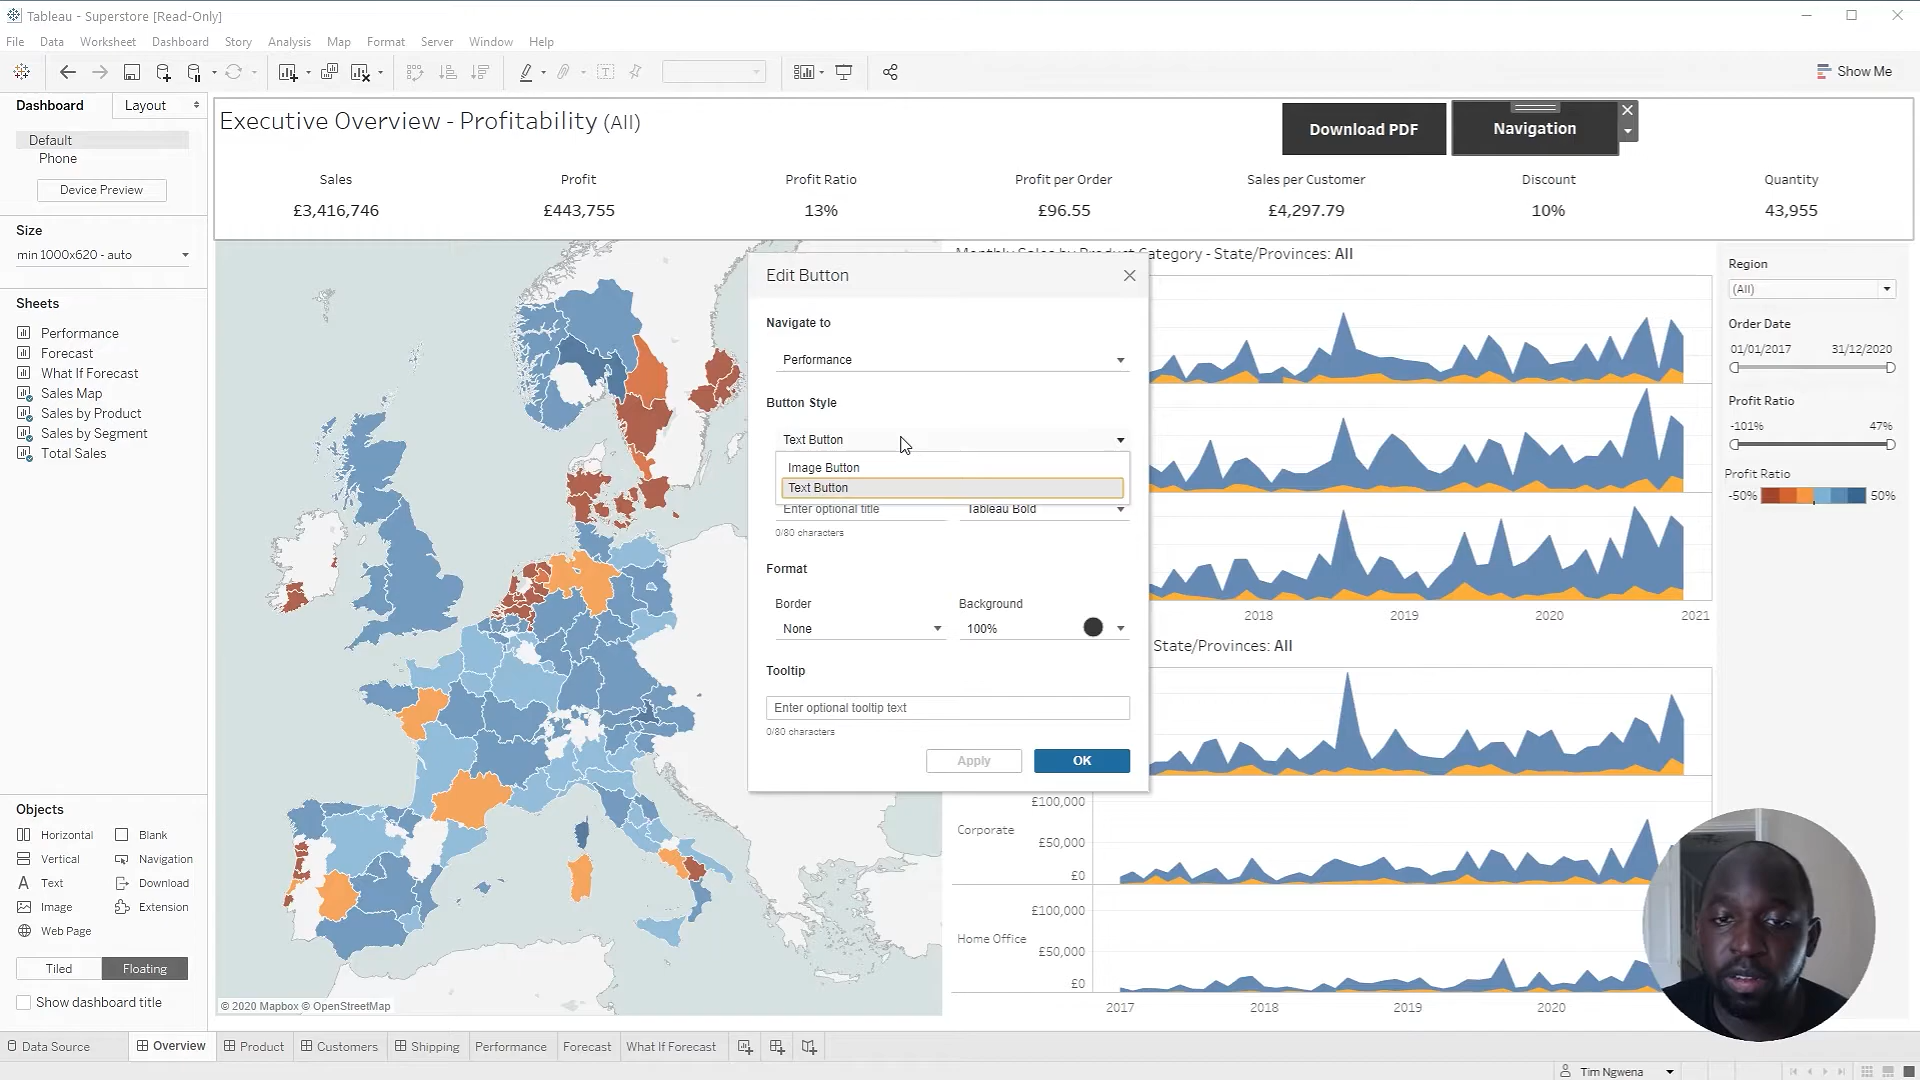 Tableau - Superstore [Read-Only]
File Data Worksheet Dashboard Story Analysis Map Format Server Window Help
Show Me
Dashboard Layout
Default
Phone
Device Preview
Size
min 1000x620 - auto
Sheets
Performance
Forecast
What If Forecast
Sales Map
Sales by Product
Sales by Segment
Total Sales
Objects
Horizontal Blank
Vertical Navigation
Text Download
Image Extension
Web Page
Tiled Floating
Show dashboard title
Executive Overview - Profitability (All)
Download PDF Navigation
Sales Profit Profit Ratio Profit per Order Sales per Customer Discount Quantity
£3,416,746 £443,755 13% £96.55 £4,297.79 10% 43,955
Monthly Sales by Product Category - State/Provinces: All
Edit Button
Navigate to
Performance
Button Style
Text Button
Image Button
Text Button
Enter optional title Tableau Bold
0/80 characters
Format
Border Background
None 100%
Tooltip
Enter optional tooltip text
0/80 characters
Apply OK
2018 2019 2020 2021
State/Provinces: All
Corporate
£100,000
£50,000
£0
Home Office
£100,000
£50,000
£0
2017 2018 2019 2020
Region
(All)
Order Date
01/01/2017 31/12/2020
Profit Ratio
-101% 47%
Profit Ratio
-50% 50%
© 2020 Mapbox © OpenStreetMap
Data Source Overview Product Customers Shipping Performance Forecast What If Forecast
Tim Ngwena